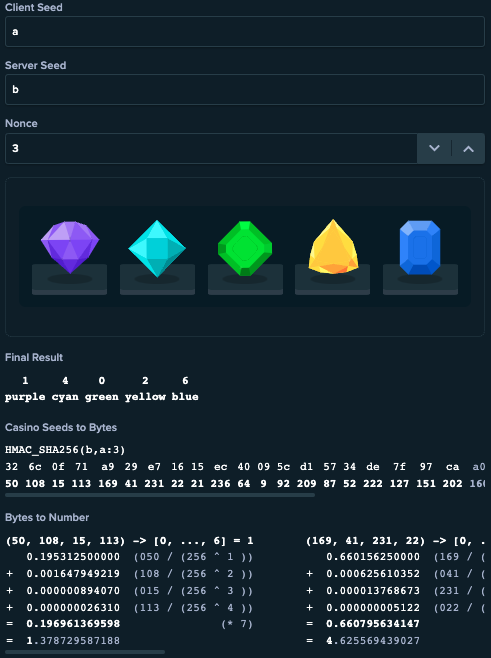 Client Seed
a
Server Seed
b
Nonce
3
Final Result
1 4 0 2 6
purple cyan green yellow blue
Casino Seeds to Bytes
HMAC_SHA256(b,a:3)
32 6c 0f 71 a9 29 e7 16 15 ec 40 09 5c d1 57 34 de 7f 97 ca a0
50 108 15 113 169 41 231 22 21 236 64 9 92 209 87 52 222 127 151 202 160
Bytes to Number
(50, 108, 15, 113) -> [0, ..., 6] = 1 (169, 41, 231, 22) -> [0, .
0.195312500000 (050 / (256 ^ 1 )) 0.660156250000 (169 / (
+ 0.001647949219 (108 / (256 ^ 2 )) + 0.000625610352 (041 / (
+ 0.000000894070 (015 / (256 ^ 3 )) + 0.000013768673 (231 / (
+ 0.000000026310 (113 / (256 ^ 4 )) + 0.000000005122 (022 / (
= 0.196961369598 (* 7) = 0.660795634147
= 1.378729587188 = 4.625569439027